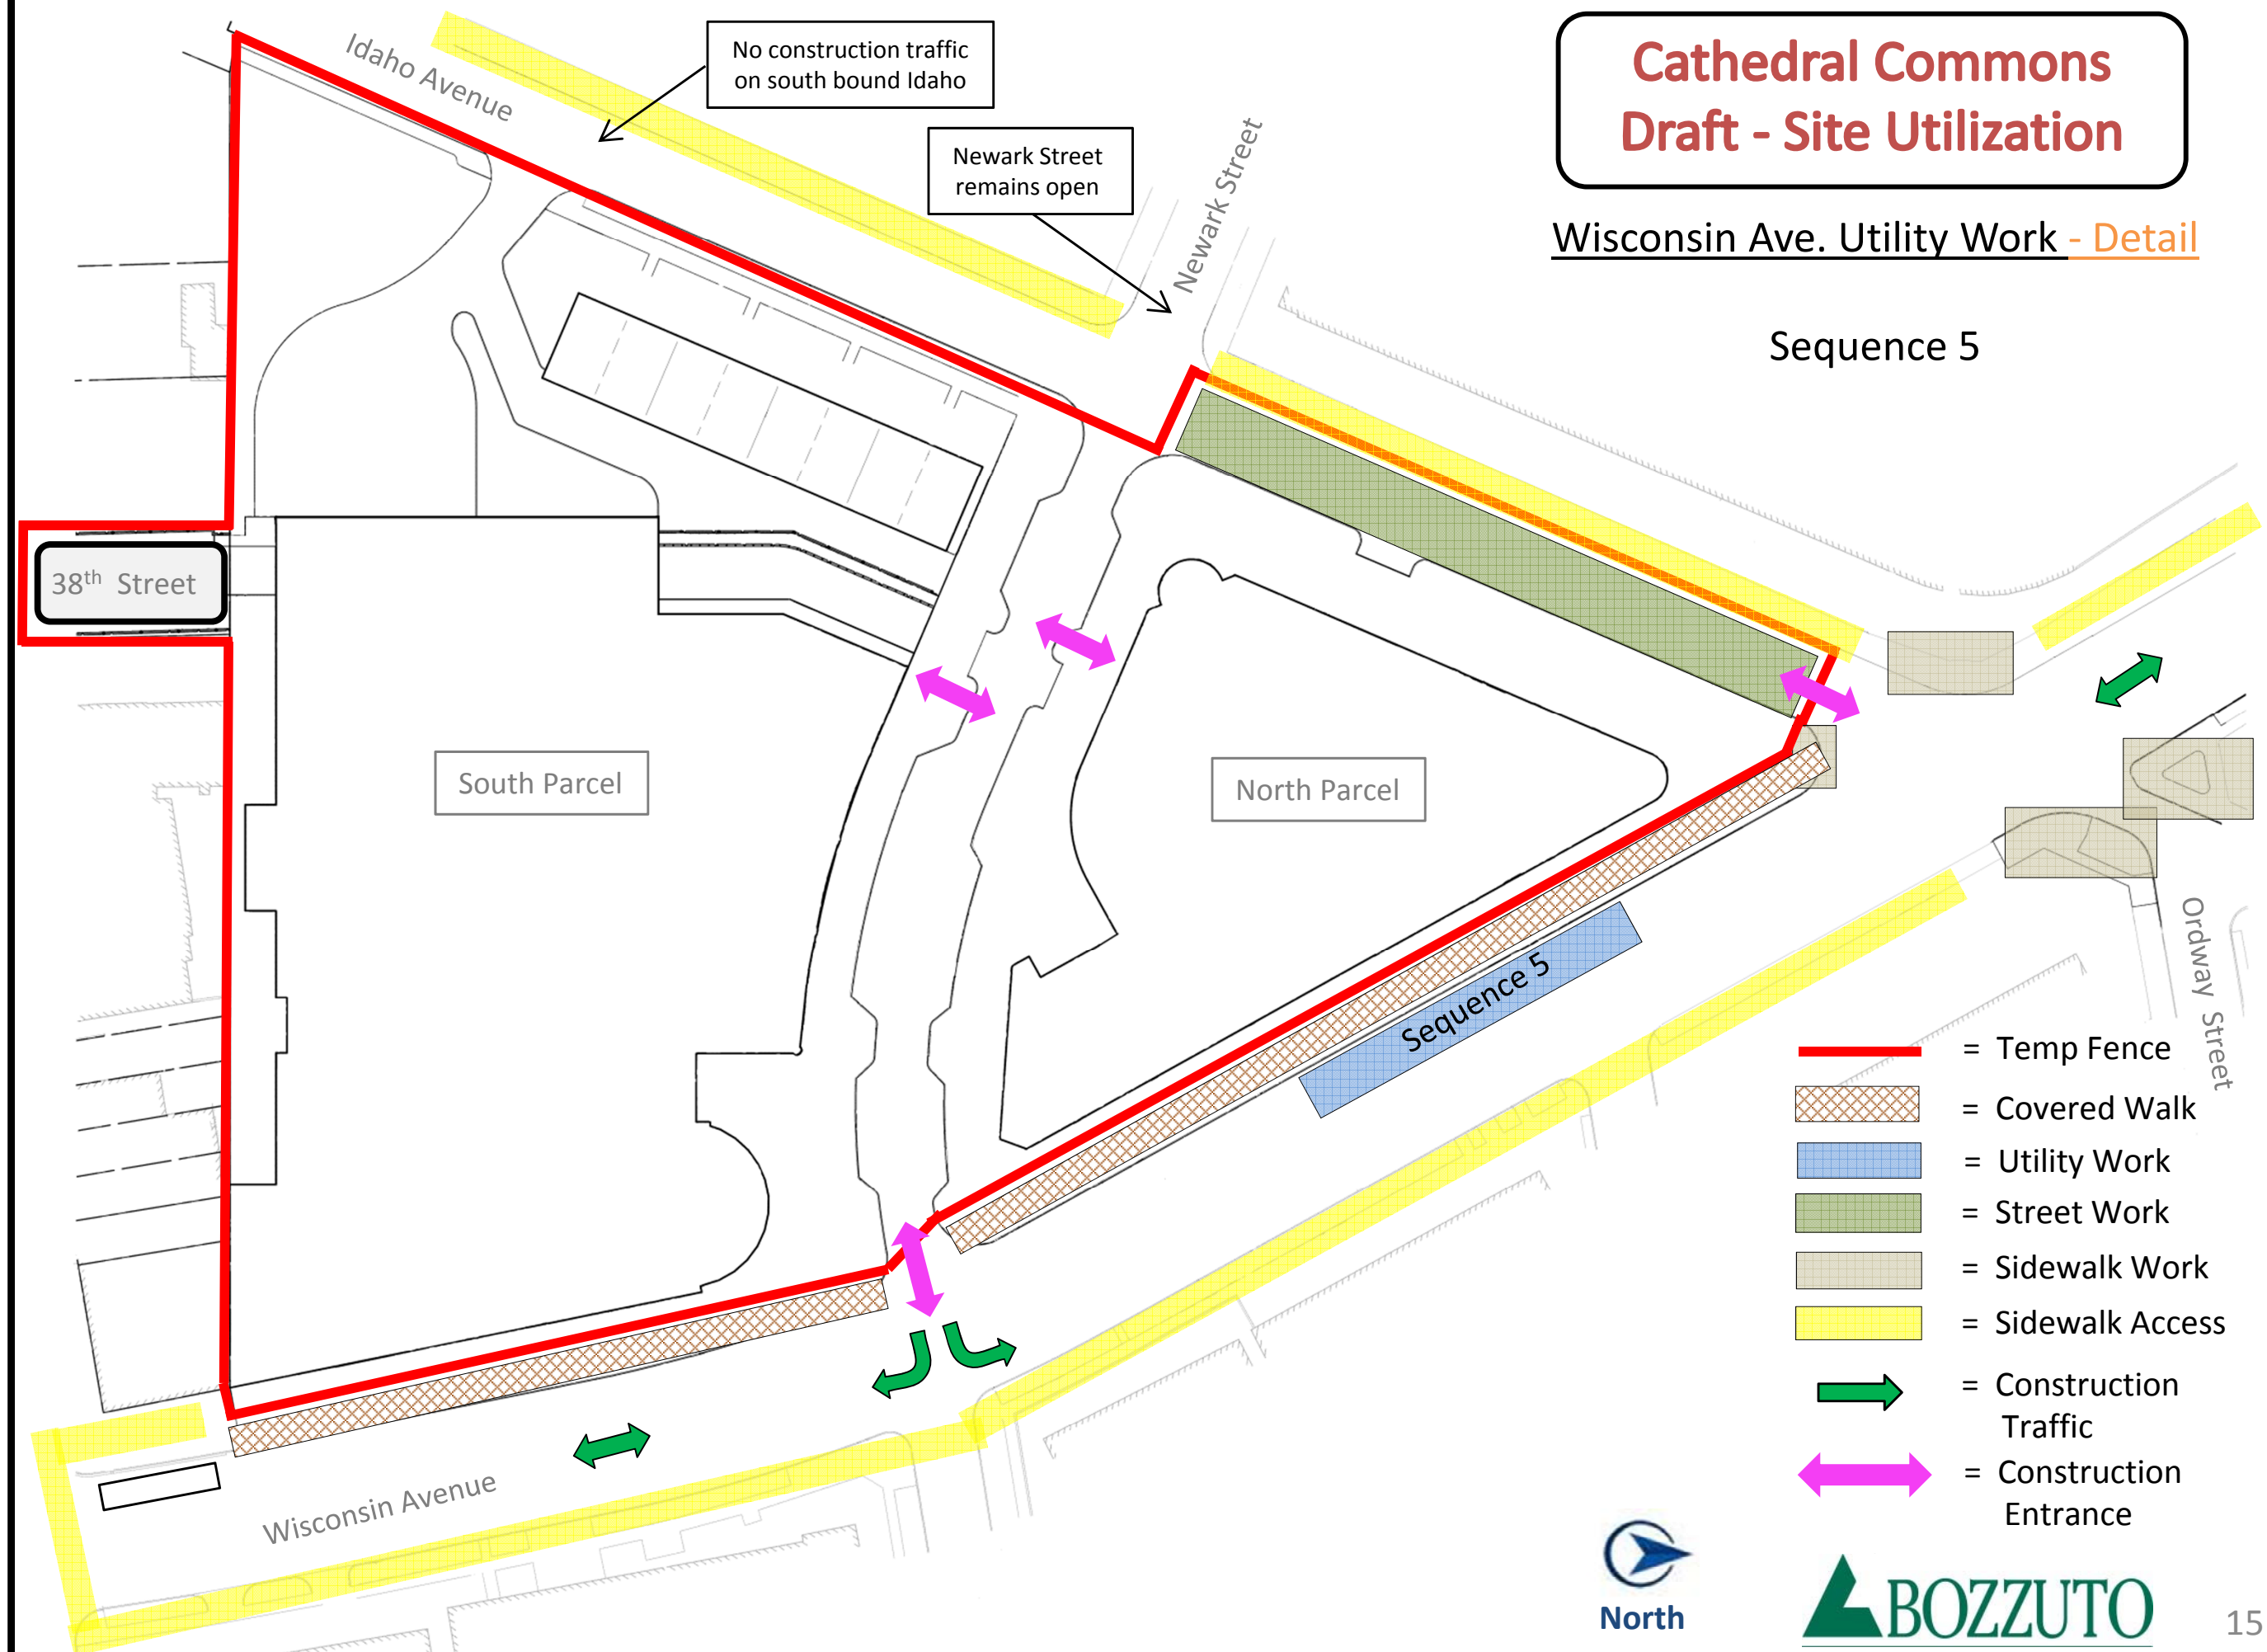 Cathedral Commons
Draft - Site Utilization
Wisconsin Ave. Utility Work - Detail
Sequence 5
No construction traffic
on south bound Idaho
Newark Street
remains open
Idaho Avenue
Newark Street
38th Street
South Parcel
North Parcel
Sequence 5
Ordway Street
Wisconsin Avenue
= Temp Fence
= Covered Walk
= Utility Work
= Street Work
= Sidewalk Work
= Sidewalk Access
= Construction
Traffic
= Construction
Entrance
North
BOZZUTO
15